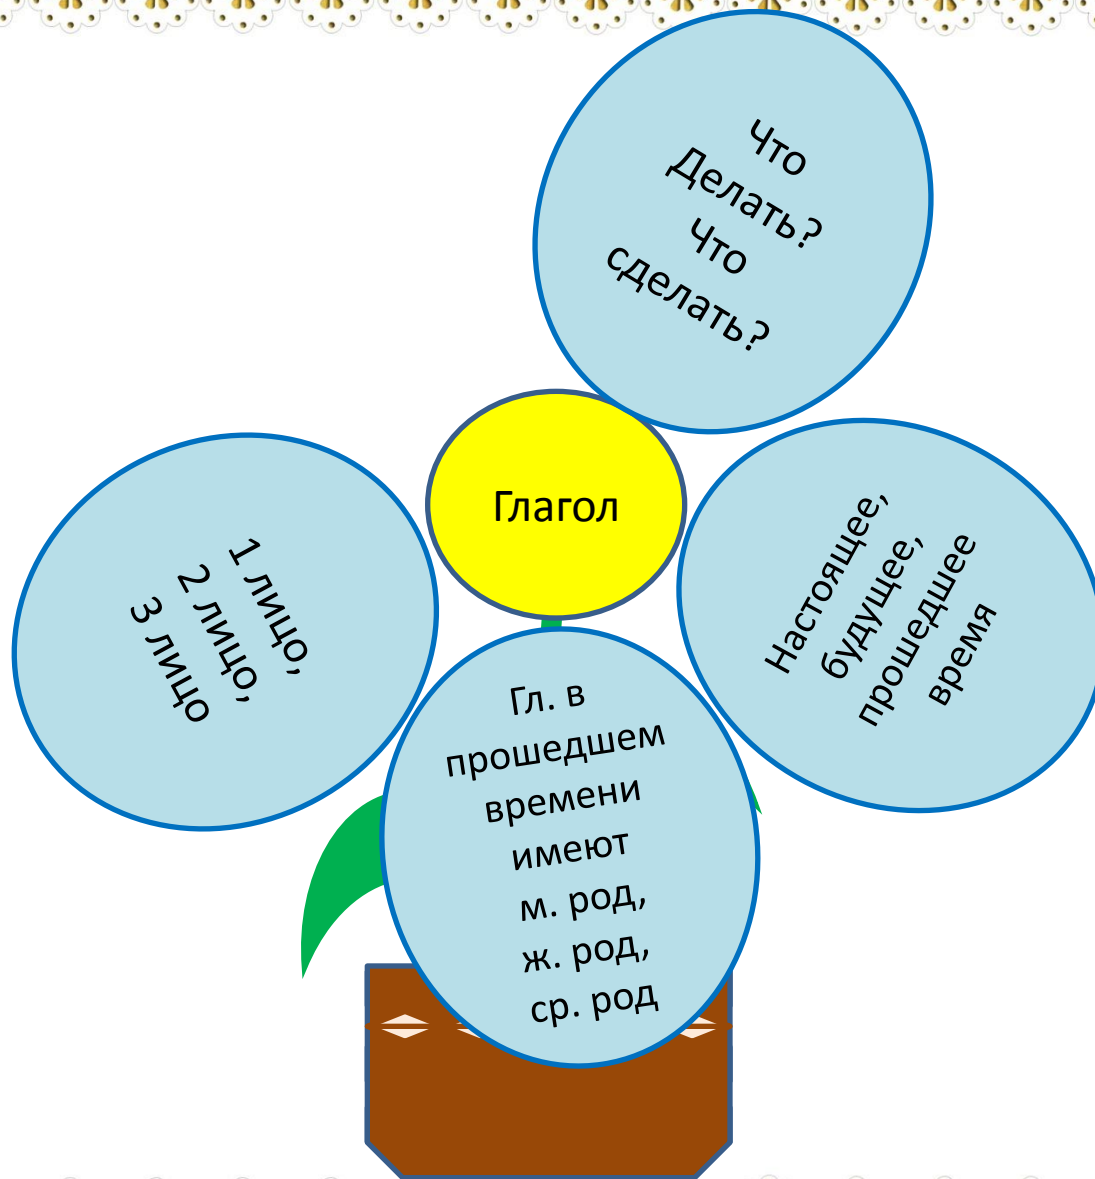 Что
Делать?
Что
сделать?
Глагол
1 лицо,
2 лицо,
3 лицо
Настоящее,
будущее,
прошедшее
время
Гл. в
прошедшем
времени
имеют
м. род,
ж. род,
ср. род